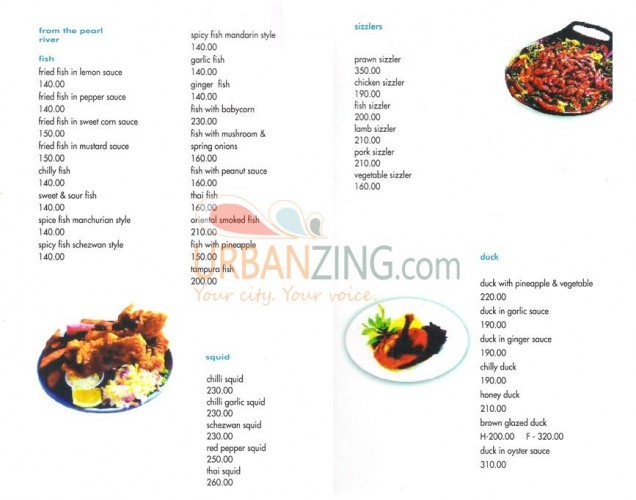 from the pearl
river
fish
fried fish in lemon sauce
140.00
fried fish in pepper sauce
140.00
fried fish in sweet corn sauce
150.00
fried fish in mustard sauce
150.00
chilly fish
140.00
sweet & sour fish
140.00
spice fish manchurian style
140.00
spicy fish schezwan style
140.00
spicy fish mandarin style
140.00
garlic fish
140.00
ginger fish
140.00
fish with babycorn
230.00
fish with mushroom &
spring onions
160.00
fish with peanut sauce
160.00
thai fish
160.00
oriental smoked fish
210.00
fish with pineapple
150.00
tampura fish
200.00
squid
chilli squid
230.00
chilli garlic squid
230.00
schezwan squid
230.00
red pepper squid
250.00
thai squid
260.00
sizzlers
prawn sizzler
350.00
chicken sizzler
190.00
fish sizzler
200.00
lamb sizzler
210.00
pork sizzler
210.00
vegetable sizzler
160.00
duck
duck with pineapple & vegetable
220.00
duck in garlic sauce
190.00
duck in ginger sauce
190.00
chilly duck
190.00
honey duck
210.00
brown glazed duck
H-200.00 F - 320.00
duck in oyster sauce
310.00
URBANZING.com
Your city. Your voice.